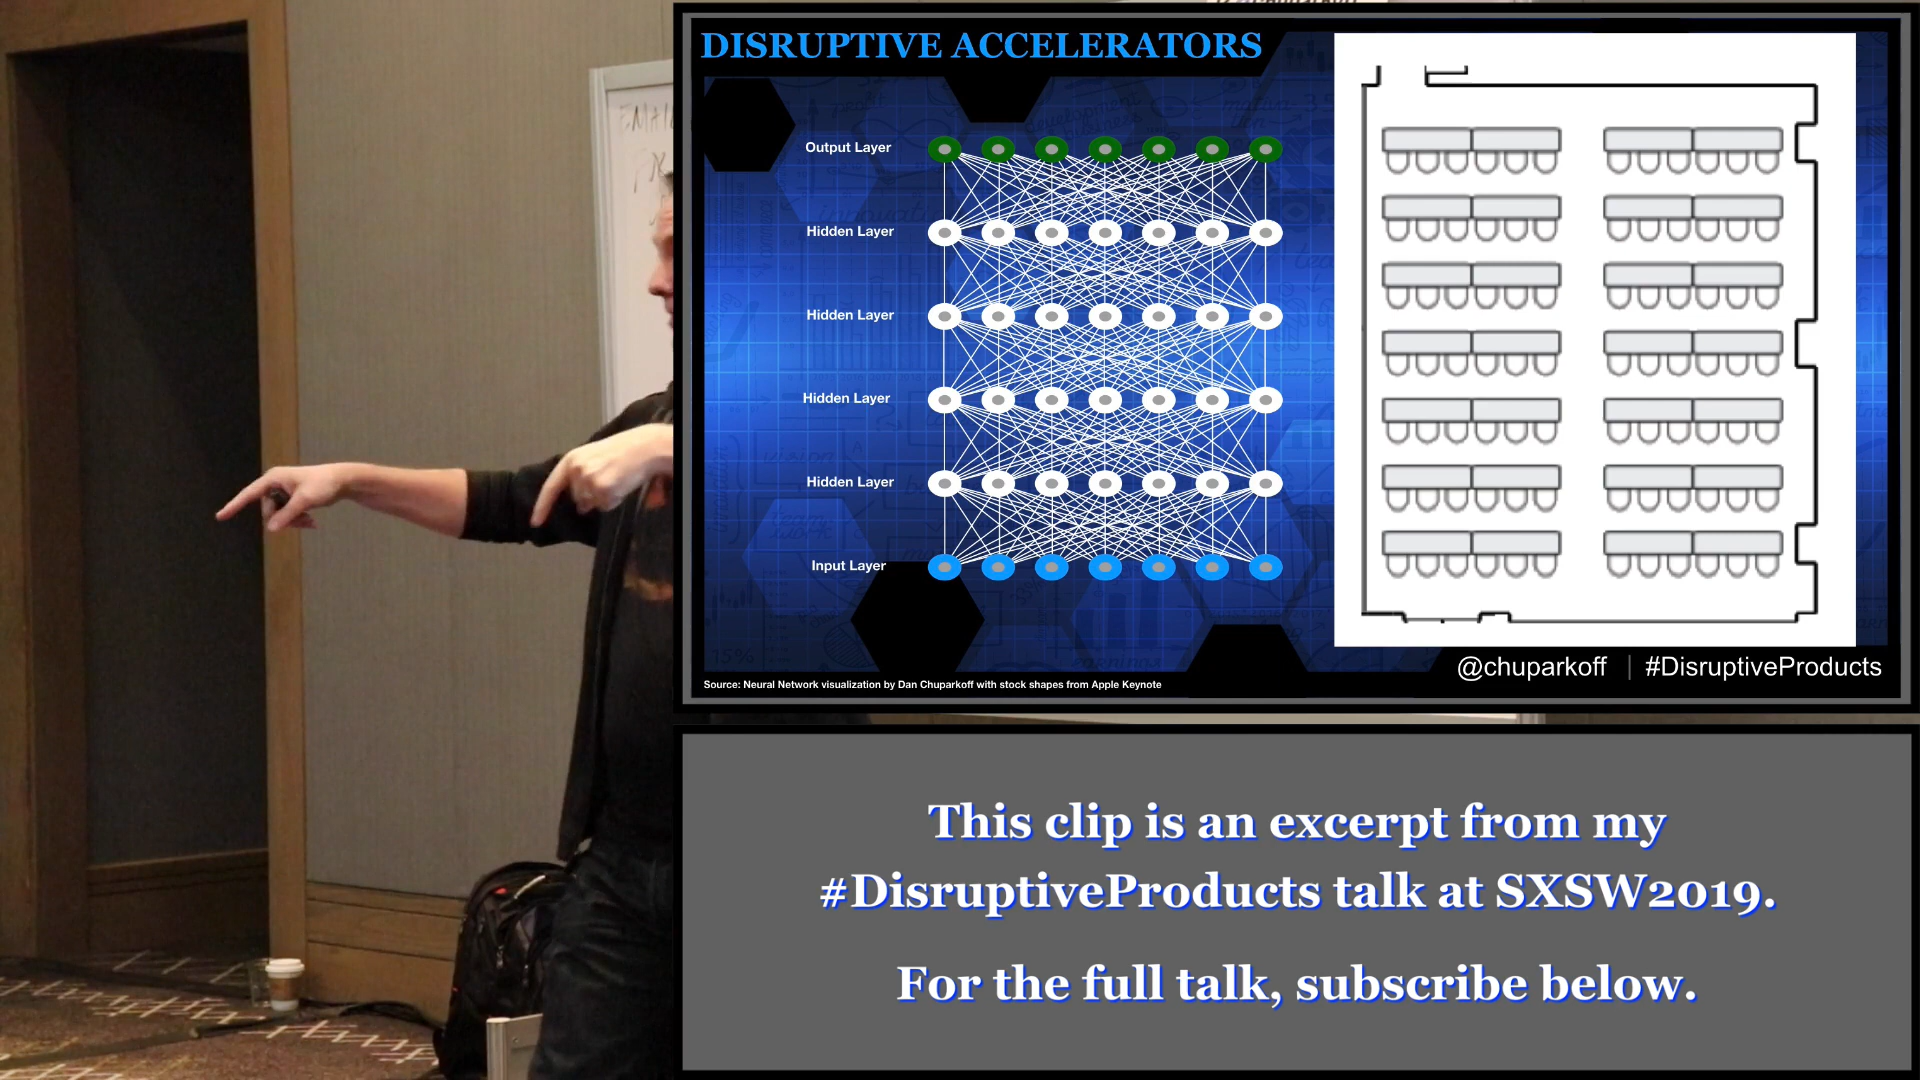 DISRUPTIVE ACCELERATORS
Output Layer
Hidden Layer
Hidden Layer
Hidden Layer
Hidden Layer
Input Layer
Source: Neural Network visualization by Dan Chuparkoff with stock shapes from Apple Keynote
@chuparkoff | #DisruptiveProducts
This clip is an excerpt from my
#DisruptiveProducts talk at SXSW2019.
For the full talk, subscribe below.